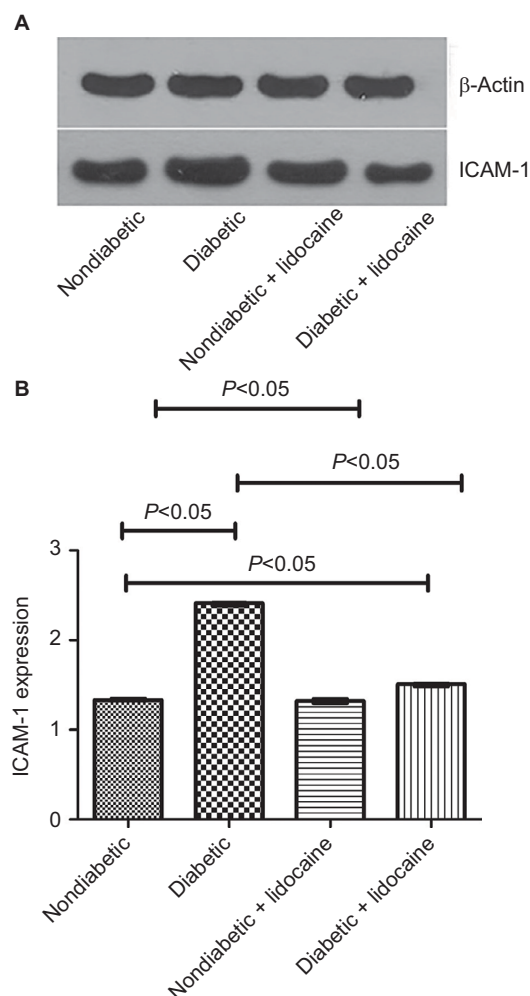 A
β-Actin
ICAM-1
Nondiabetic
Diabetic
Nondiabetic + lidocaine
Diabetic + lidocaine
B
P<0.05
P<0.05
P<0.05
P<0.05
3
2
1
0
ICAM-1 expression
Nondiabetic
Diabetic
Nondiabetic + lidocaine
Diabetic + lidocaine